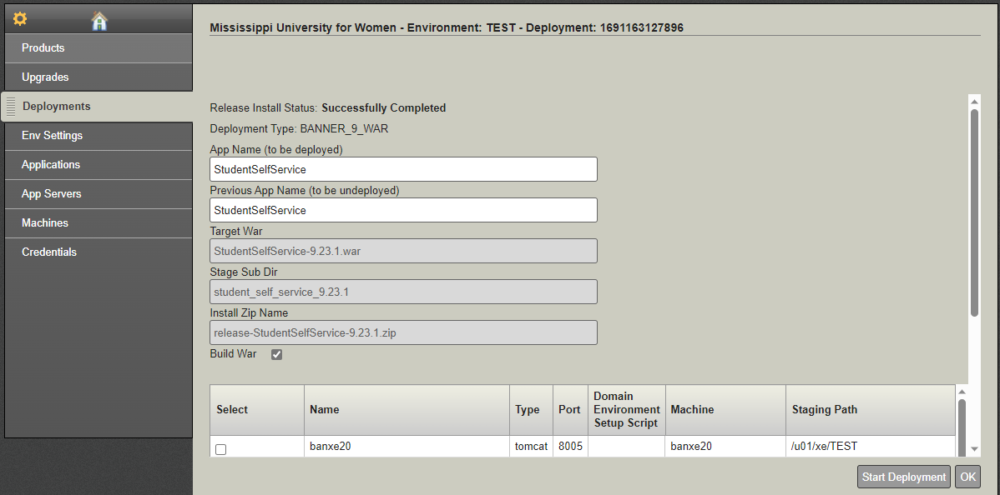 Mississippi University for Women - Environment: TEST - Deployment: 1691163127896
Products
Upgrades
Deployments
Env Settings
Applications
App Servers
Machines
Credentials
Release Install Status: Successfully Completed
Deployment Type: BANNER_9_WAR
App Name (to be deployed)
StudentSelfService
Previous App Name (to be undeployed)
StudentSelfService
Target War
StudentSelfService-9.23.1.war
Stage Sub Dir
student_self_service_9.23.1
Install Zip Name
release-StudentSelfService-9.23.1.zip
Build War
Select Name Type Port Domain Environment Setup Script Machine Staging Path
banxe20 tomcat 8005 banxe20 /u01/xe/TEST
Start Deployment OK